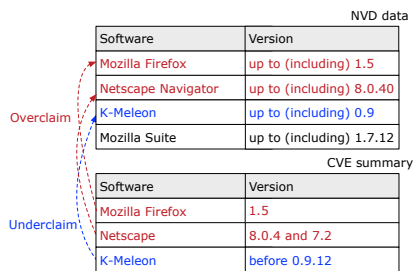 NVD data
Software Version
Mozilla Firefox up to (including) 1.5
Netscape Navigator up to (including) 8.0.40
K-Meleon up to (including) 0.9
Mozilla Suite up to (including) 1.7.12
Overclaim
CVE summary
Software Version
Mozilla Firefox 1.5
Underclaim
Netscape 8.0.4 and 7.2
K-Meleon before 0.9.12